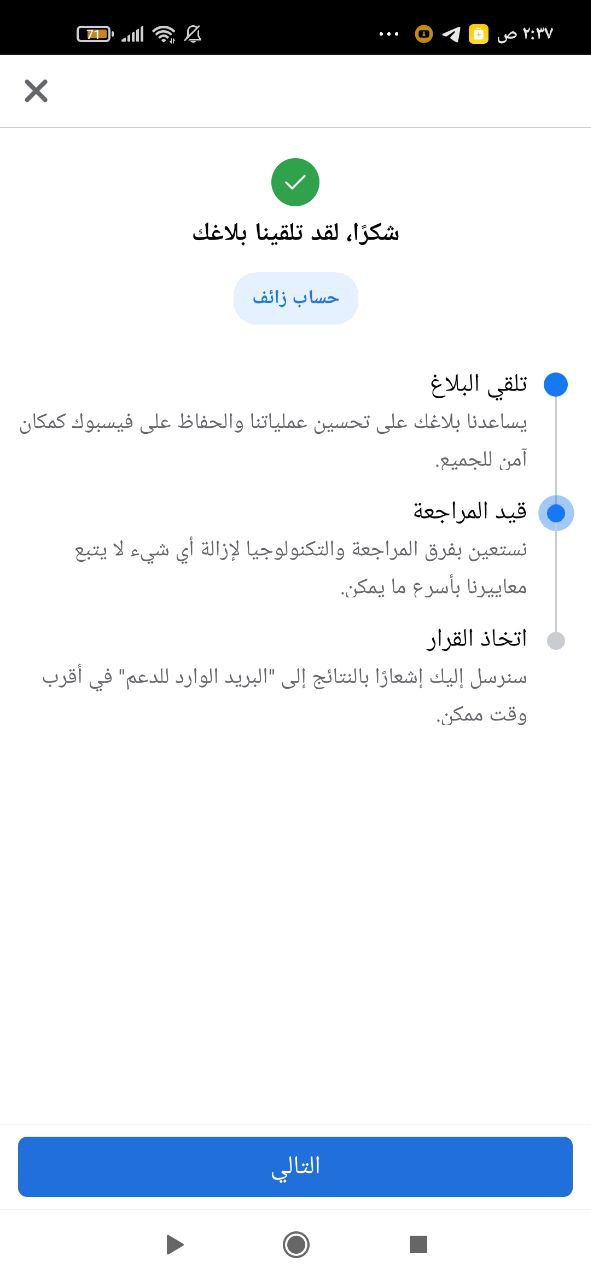 ٢:٣٧ ص
71
شكرًا، لقد تلقينا بلاغك
حساب زائف
تلقي البلاغ
يساعدنا بلاغك على تحسين عملياتنا والحفاظ على فيسبوك كمكان
آمن للجميع.
قيد المراجعة
نستعين بفرق المراجعة والتكنولوجيا لإزالة أي شيء لا يتبع
معاييرنا بأسرع ما يمكن.
اتخاذ القرار
سنرسل إليك إشعارًا بالنتائج إلى "البريد الوارد للدعم" في أقرب
وقت ممكن.
التالي